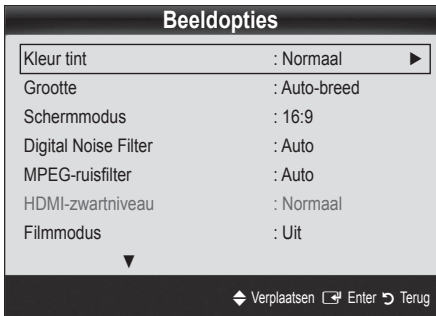 Beeldopties
Kleur tint : Normaal ▶
Grootte : Auto-breed
Schermmodus : 16:9
Digital Noise Filter : Auto
MPEG-ruisfilter : Auto
HDMI-zwartniveau : Normaal
Filmmodus : Uit
▼
Verplaatsen Enter Terug